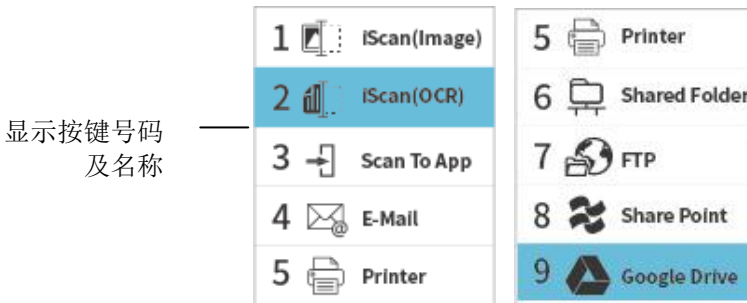 显示按键号码
及名称
1 iScan(Image)
2 iScan(OCR)
3 Scan To App
4 E-Mail
5 Printer
5 Printer
6 Shared Folder
7 FTP
8 Share Point
9 Google Drive